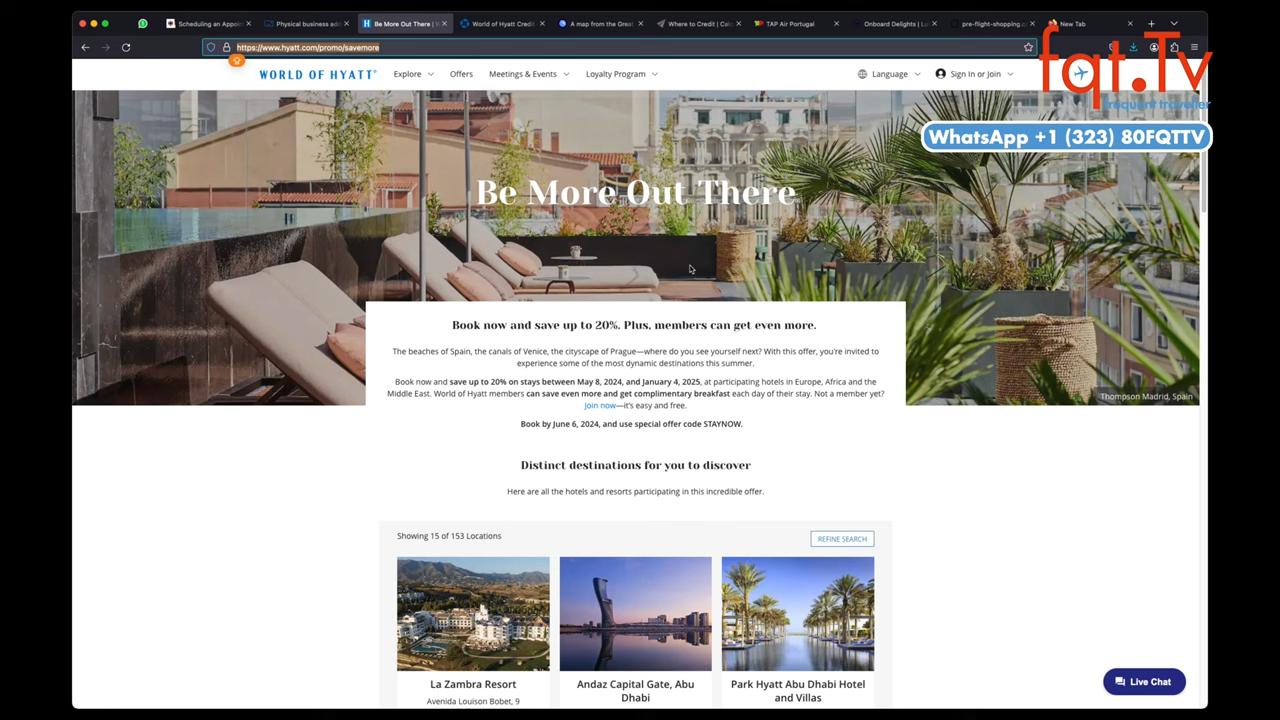 Scheduling an Appoi
Physical business add
Be More Out There | W
World of Hyatt Credit
A map from the Great
Where to Credit | Calc
TAP Air Portugal
Onboard Delights | Lu
pre-flight-shopping.c
New Tab
https://www.hyatt.com/promo/savemore
fqt.Tv
frequent traveller
WhatsApp +1 (323) 80FQTTV
WORLD OF HYATT
Explore
Offers
Meetings & Events
Loyalty Program
Language
Sign In or Join
Be More Out There
Thompson Madrid, Spain
Book now and save up to 20%. Plus, members can get even more.
The beaches of Spain, the canals of Venice, the cityscape of Prague—where do you see yourself next? With this offer, you're invited to
experience some of the most dynamic destinations this summer.
Book now and save up to 20% on stays between May 8, 2024, and January 4, 2025, at participating hotels in Europe, Africa and the
Middle East. World of Hyatt members can save even more and get complimentary breakfast each day of their stay. Not a member yet?
Join now—it's easy and free.
Book by June 6, 2024, and use special offer code STAYNOW.
Distinct destinations for you to discover
Here are all the hotels and resorts participating in this incredible offer.
Showing 15 of 153 Locations
REFINE SEARCH
La Zambra Resort
Avenida Louison Bobet, 9
Andaz Capital Gate, Abu
Dhabi
Park Hyatt Abu Dhabi Hotel
and Villas
Live Chat